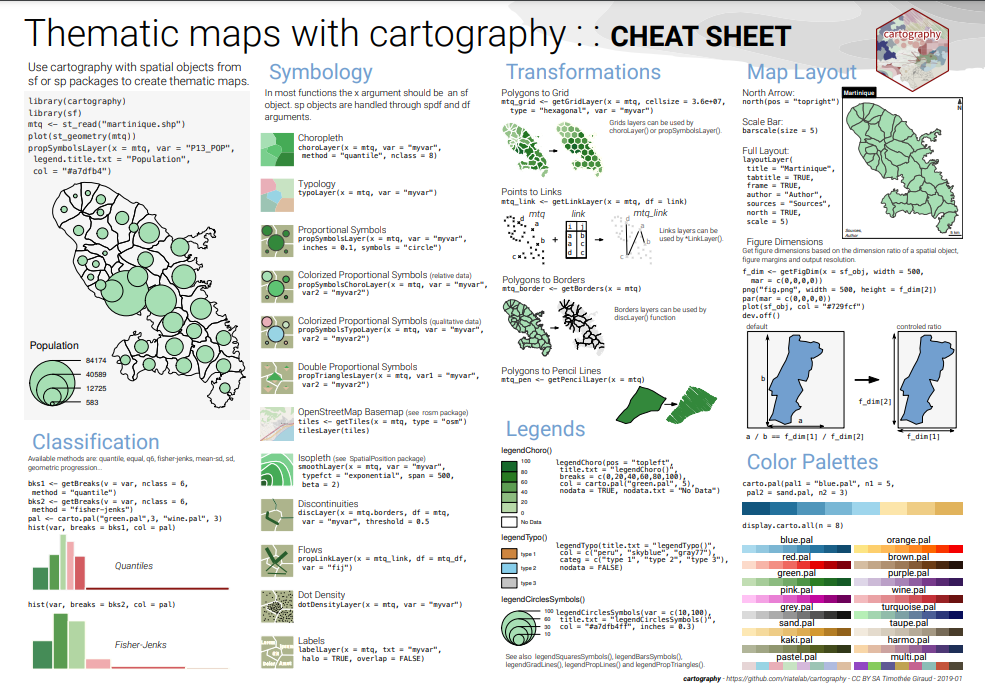 Thematic maps with cartography : : CHEAT SHEET
cartography
Use cartography with spatial objects from
sf or sp packages to create thematic maps.
library(cartography)
library(sf)
mtq <- st_read("martinique.shp")
plot(st_geometry(mtq))
propSymbolsLayer(x = mtq, var = "P13_POP",
legend.title.txt = "Population",
col = "#a7dfb4")
Population
84174
40589
12725
583
Classification
Available methods are: quantile, equal, q6, fisher-jenks, mean-sd, sd,
geometric progression...
bks1 <- getBreaks(v = var, nclass = 6,
method = "quantile")
bks2 <- getBreaks(v = var, nclass = 6,
method = "fisher-jenks")
pal <- carto.pal("green.pal",3, "wine.pal", 3)
hist(var, breaks = bks1, col = pal)
Quantiles
hist(var, breaks = bks2, col = pal)
Fisher-Jenks
Symbology
In most functions the x argument should be an sf
object. sp objects are handled through spdf and df
arguments.
Choropleth
choroLayer(x = mtq, var = "myvar",
method = "quantile", nclass = 8)
Typology
typoLayer(x = mtq, var = "myvar")
Proportional Symbols
propSymbolsLayer(x = mtq, var = "myvar",
inches = 0.1, symbols = "circle")
Colorized Proportional Symbols (relative data)
propSymbolsChoroLayer(x = mtq, var = "myvar",
var2 = "myvar2")
Colorized Proportional Symbols (qualitative data)
propSymbolsTypoLayer(x = mtq, var = "myvar",
var2 = "myvar2")
Double Proportional Symbols
propTrianglesLayer(x = mtq, var1 = "myvar",
var2 = "myvar2")
OpenStreetMap Basemap (see rosm package)
tiles <- getTiles(x = mtq, type = "osm")
tilesLayer(tiles)
Isopleth (see SpatialPosition package)
smoothLayer(x = mtq, var = "myvar",
typefct = "exponential", span = 500,
beta = 2)
Discontinuities
discLayer(x = mtq.borders, df = mtq,
var = "myvar", threshold = 0.5
Flows
propLinkLayer(x = mtq_link, df = mtq_df,
var = "fij")
Dot Density
dotDensityLayer(x = mtq, var = "myvar")
Labels
labelLayer(x = mtq, txt = "myvar",
halo = TRUE, overlap = FALSE)
Transformations
Polygons to Grid
mtq_grid <- getGridLayer(x = mtq, cellsize = 3.6e+07,
type = "hexagonal", var = "myvar")
Grids layers can be used by
choroLayer() or propSymbolsLayer().
Points to Links
mtq_link <- getLinkLayer(x = mtq, df = link)
mtq link mtq_link
d
a
b
c
+
i j
a b
a d
a c
d c
d
a
b
c
Links layers can be
used by *LinkLayer().
Polygons to Borders
mtq_border <- getBorders(x = mtq)
Borders layers can be used by
discLayer() function
Polygons to Pencil Lines
mtq_pen <- getPencilLayer(x = mtq)
Legends
legendChoro()
100
80
60
40
20
0
No Data
legendChoro(pos = "topleft",
title.txt = "legendChoro()",
breaks = c(0,20,40,60,80,100),
col = carto.pal("green.pal", 5),
nodata = TRUE, nodata.txt = "No Data")
legendTypo()
type 1
type 2
type 3
legendTypo(title.txt = "legendTypo()",
col = c("peru", "skyblue", "gray77"),
categ = c("type 1", "type 2", "type 3"),
nodata = FALSE)
legendCirclesSymbols()
100
60
30
10
legendCirclesSymbols(var = c(10,100),
title.txt = "legendCirclesSymbols()",
col = "#a7dfb4ff", inches = 0.3)
See also legendSquaresSymbols(), legendBarsSymbols(),
legendGradLines(), legendPropLines() and legendPropTriangles().
Map Layout
North Arrow:
north(pos = "topright")
Scale Bar:
barscale(size = 5)
Full Layout:
layoutLayer(
title = "Martinique",
tabtitle = TRUE,
frame = TRUE,
author = "Author",
sources = "Sources",
north = TRUE,
scale = 5)
Martinique
N
Sources,
Author
5 km
Figure Dimensions
Get figure dimensions based on the dimension ratio of a spatial object,
figure margins and output resolution.
f_dim <- getFigDim(x = sf_obj, width = 500,
mar = c(0,0,0,0))
png("fig.png", width = 500, height = f_dim[2])
par(mar = c(0,0,0,0))
plot(sf_obj, col = "#729fcf")
dev.off()
default
controled ratio
b
a
f_dim[2]
a / b == f_dim[1] / f_dim[2]
f_dim[1]
Color Palettes
carto.pal(pal1 = "blue.pal", n1 = 5,
pal2 = sand.pal, n2 = 3)
display.carto.all(n = 8)
blue.pal orange.pal
red.pal brown.pal
green.pal purple.pal
pink.pal wine.pal
grey.pal turquoise.pal
sand.pal taupe.pal
kaki.pal harmo.pal
pastel.pal multi.pal
cartography - https://github.com/riatelab/cartography - CC BY SA Timothée Giraud - 2019-01